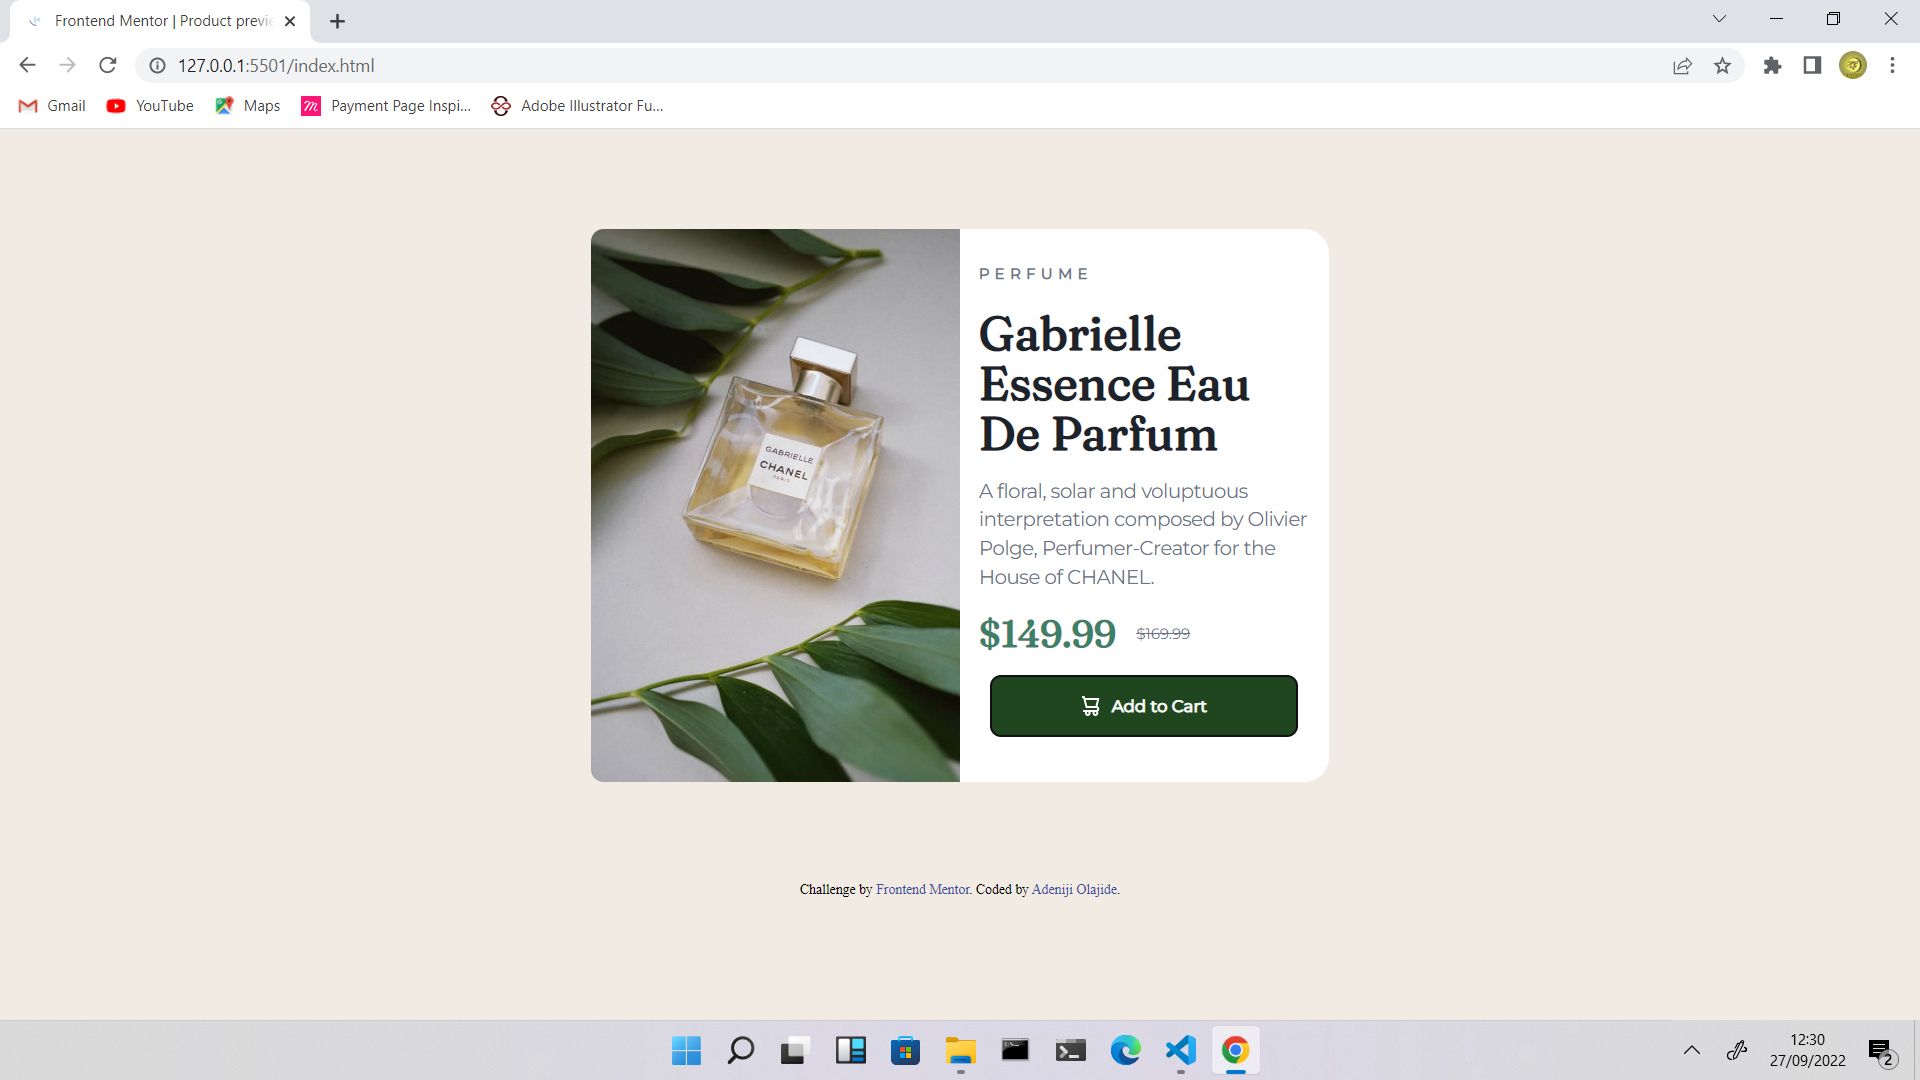 Frontend Mentor | Product previe
127.0.0.1:5501/index.html
Gmail
YouTube
Maps
Payment Page Inspi...
Adobe Illustrator Fu...
GABRIELLE
CHANEL
PARIS
PERFUME
Gabrielle
Essence Eau
De Parfum
A floral, solar and voluptuous
interpretation composed by Olivier
Polge, Perfumer-Creator for the
House of CHANEL.
$149.99 $169.99
Add to Cart
Challenge by Frontend Mentor. Coded by Adeniji Olajide.
12:30
27/09/2022
2